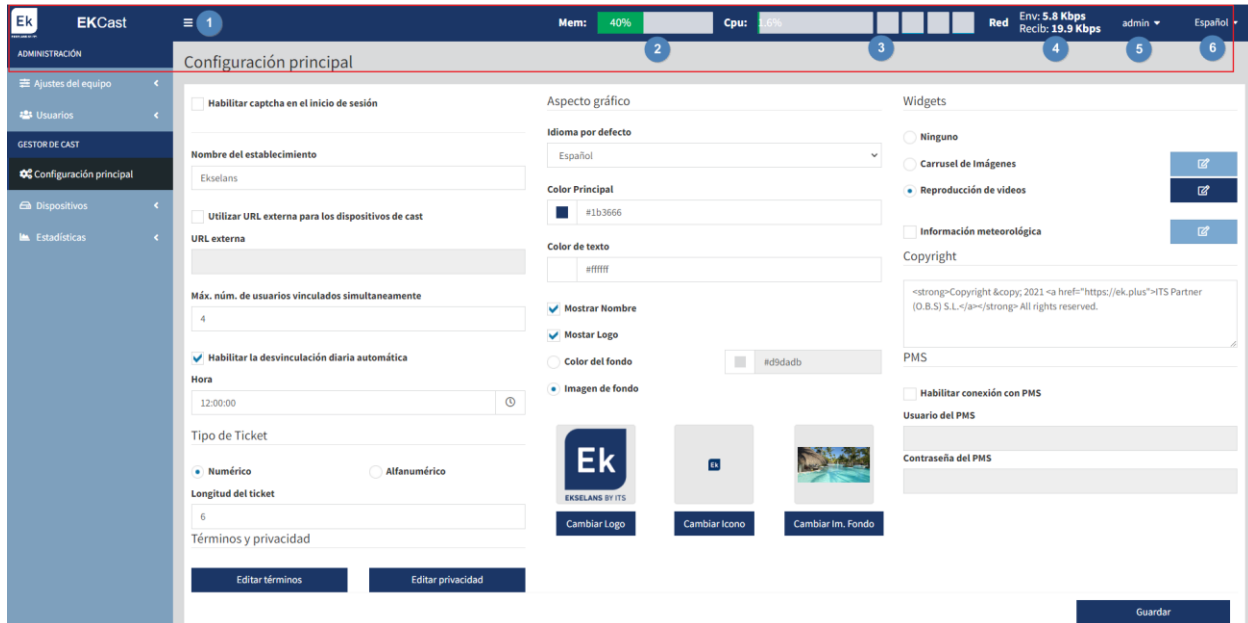 Ek
EKSELANS BY ITS
EKCast
1
Mem: 40%
2
Cpu: 1.6%
3
Red
Env: 5.8 Kbps
Recib: 19.9 Kbps
4
admin
5
Español
6
ADMINISTRACIÓN
Ajustes del equipo
Usuarios
GESTOR DE CAST
Configuración principal
Dispositivos
Estadísticas
Configuración principal
Habilitar captcha en el inicio de sesión
Nombre del establecimiento
Ekselans
Utilizar URL externa para los dispositivos de cast
URL externa
Máx. núm. de usuarios vinculados simultaneamente
4
Habilitar la desvinculación diaria automática
Hora
12:00:00
Tipo de Ticket
Numérico
Alfanumérico
Longitud del ticket
6
Términos y privacidad
Editar términos
Editar privacidad
Aspecto gráfico
Idioma por defecto
Español
Color Principal
#1b3666
Color de texto
#ffffff
Mostrar Nombre
Mostar Logo
Color del fondo
#d9dadb
Imagen de fondo
Ek
EKSELANS BY ITS
Ek
Cambiar Logo
Cambiar Icono
Cambiar Im. Fondo
Widgets
Ninguno
Carrusel de Imágenes
Reproducción de videos
Información meteorológica
Copyright
<strong>Copyright &copy; 2021 <a href="https://ek.plus">ITS Partner
(O.B.S) S.L.</a></strong> All rights reserved.
PMS
Habilitar conexión con PMS
Usuario del PMS
Contraseña del PMS
Guardar